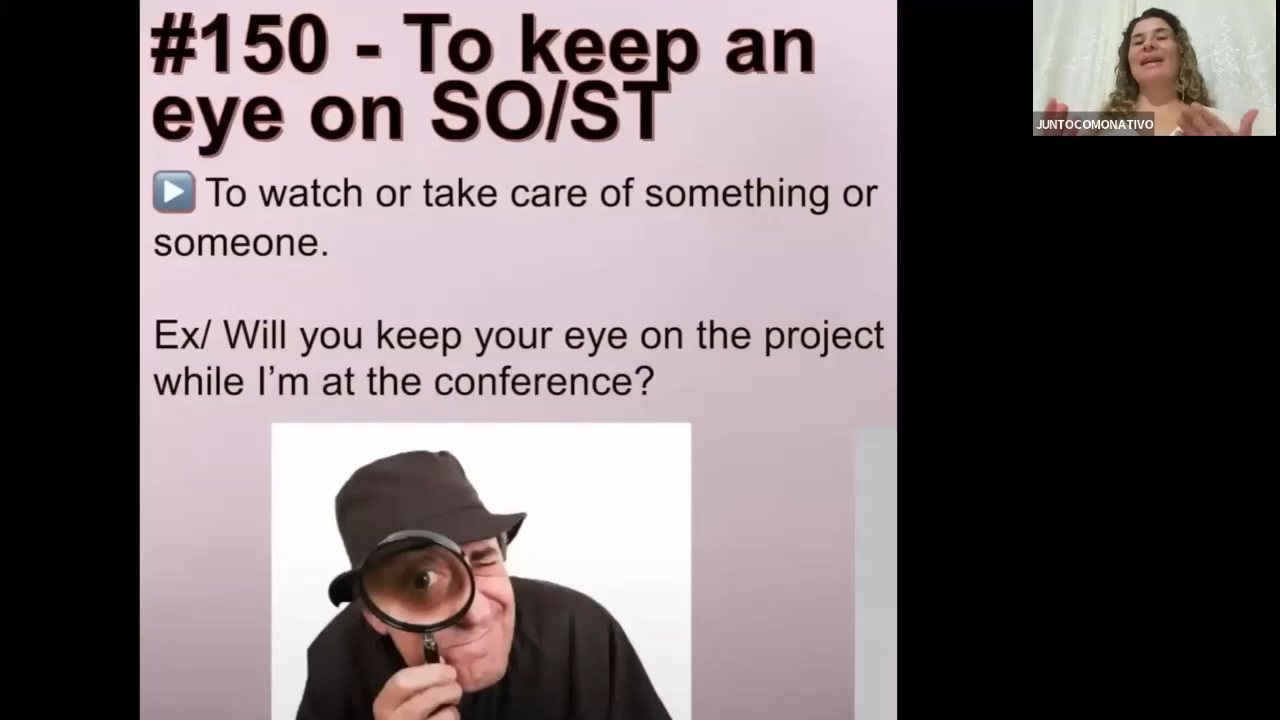 #150 - To keep an
eye on SO/ST
To watch or take care of something or
someone.
Ex/ Will you keep your eye on the project
while I’m at the conference?
JUNTOCOMONATIVO